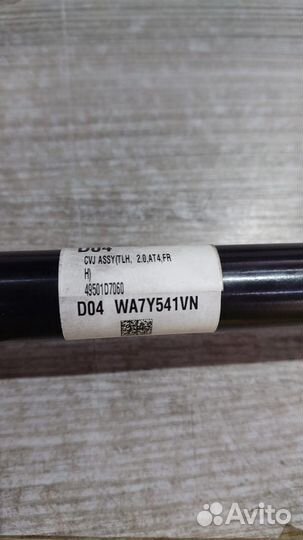 D04
CVJ ASSY(TLH, 2.0,AT4,FR
H)
49501D7060
D04 WA7Y541VN
Avito